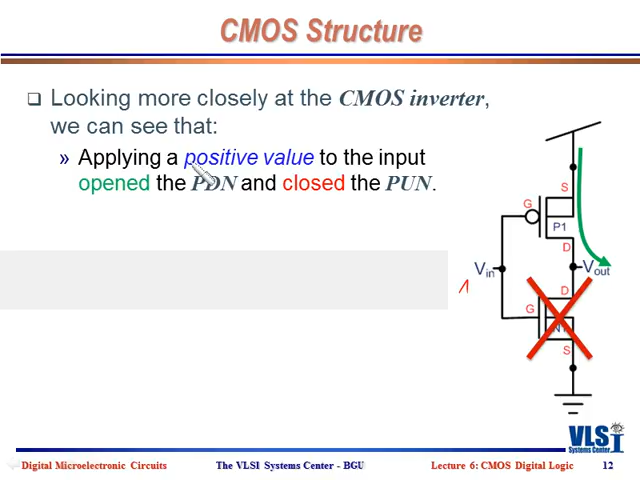 CMOS Structure
Looking more closely at the CMOS inverter,
we can see that:
» Applying a positive value to the input
opened the PDN and closed the PUN.
S
G
P1
D
Vin
Vout
D
G
S
VLSI
Systems Center
Digital Microelectronic Circuits
The VLSI Systems Center - BGU
Lecture 6: CMOS Digital Logic
12